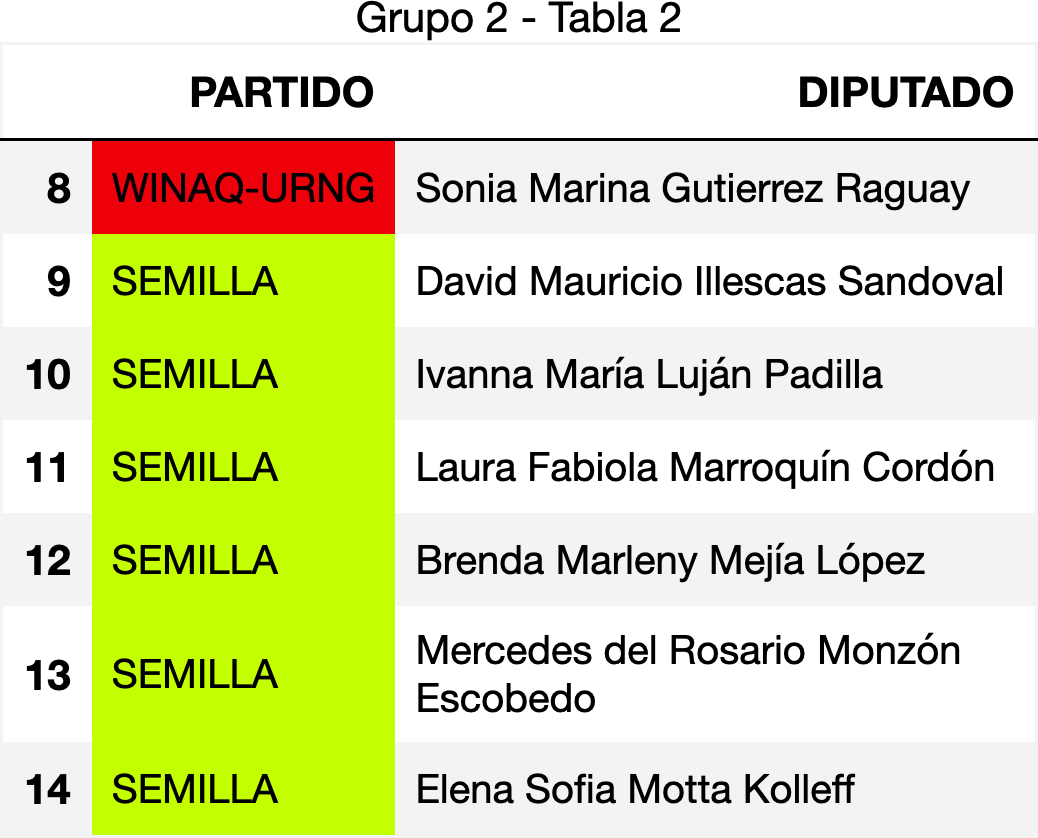 Grupo 2 - Tabla 2
PARTIDO DIPUTADO
8 WINAQ-URNG Sonia Marina Gutierrez Raguay
9 SEMILLA David Mauricio Illescas Sandoval
10 SEMILLA Ivanna María Luján Padilla
11 SEMILLA Laura Fabiola Marroquín Cordón
12 SEMILLA Brenda Marleny Mejía López
13 SEMILLA Mercedes del Rosario Monzón
Escobedo
14 SEMILLA Elena Sofia Motta Kolleff